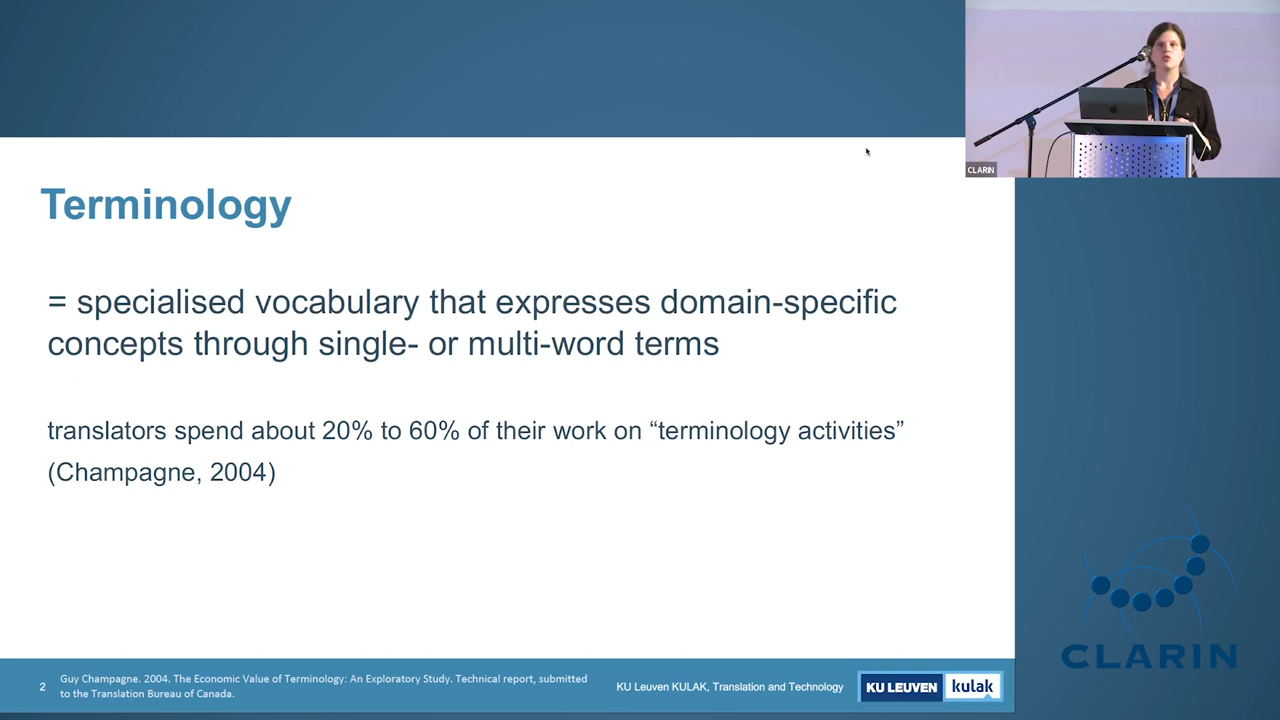 CLARIN
Terminology
= specialised vocabulary that expresses domain-specific
concepts through single- or multi-word terms
translators spend about 20% to 60% of their work on “terminology activities”
(Champagne, 2004)
2
Guy Champagne. 2004. The Economic Value of Terminology: An Exploratory Study. Technical report, submitted
to the Translation Bureau of Canada.
KU Leuven KULAK, Translation and Technology
KU LEUVEN kulak
CLARIN